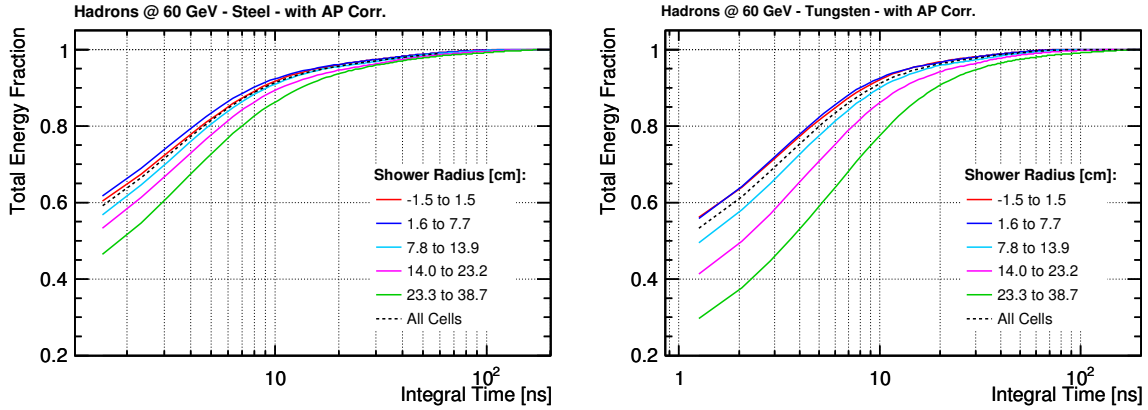 Hadrons @ 60 GeV - Steel - with AP Corr.
Total Energy Fraction
1
0.8
0.6
0.4
0.2
Shower Radius [cm]:
-1.5 to 1.5
1.6 to 7.7
7.8 to 13.9
14.0 to 23.2
23.3 to 38.7
All Cells
10
10²
Integral Time [ns]
Hadrons @ 60 GeV - Tungsten - with AP Corr.
Total Energy Fraction
1
0.8
0.6
0.4
0.2
Shower Radius [cm]:
-1.5 to 1.5
1.6 to 7.7
7.8 to 13.9
14.0 to 23.2
23.3 to 38.7
All Cells
1
10
10²
Integral Time [ns]